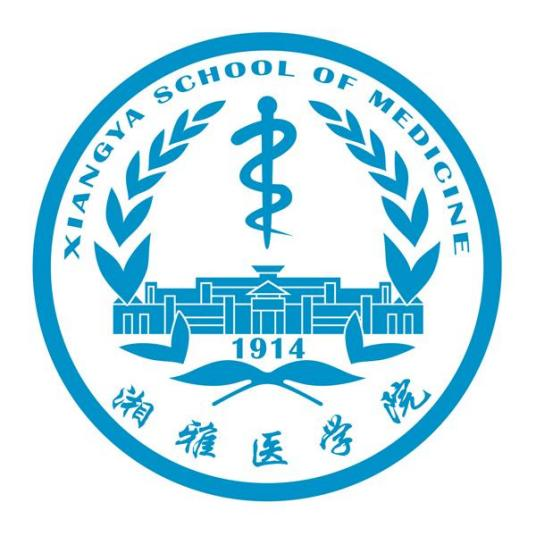 XIANGYA SCHOOL OF MEDICINE
1914
湘雅医学院